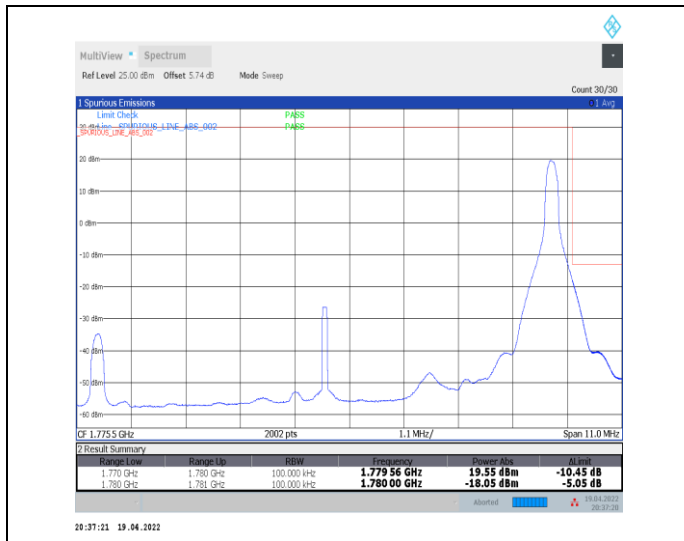 MultiView Spectrum
Ref Level 25.00 dBm Offset 5.74 dB Mode Sweep
Count 30/30
1 Spurious Emissions 1 Avg
Limit Check PASS
30 dBm Line _SPURIOUS_LINE_ABS_002 PASS
_SPURIOUS_LINE_ABS_002
20 dBm
10 dBm
0 dBm
-10 dBm
-20 dBm
-30 dBm
-40 dBm
-50 dBm
-60 dBm
CF 1.7755 GHz 2002 pts 1.1 MHz/ Span 11.0 MHz
2 Result Summary
Range Low Range Up RBW Frequency Power Abs ΔLimit
1.770 GHz 1.780 GHz 100.000 kHz 1.779 56 GHz 19.55 dBm -10.45 dB
1.780 GHz 1.781 GHz 100.000 kHz 1.780 00 GHz -18.05 dBm -5.05 dB
Aborted 19.04.2022
20:37:20
20:37:21 19.04.2022